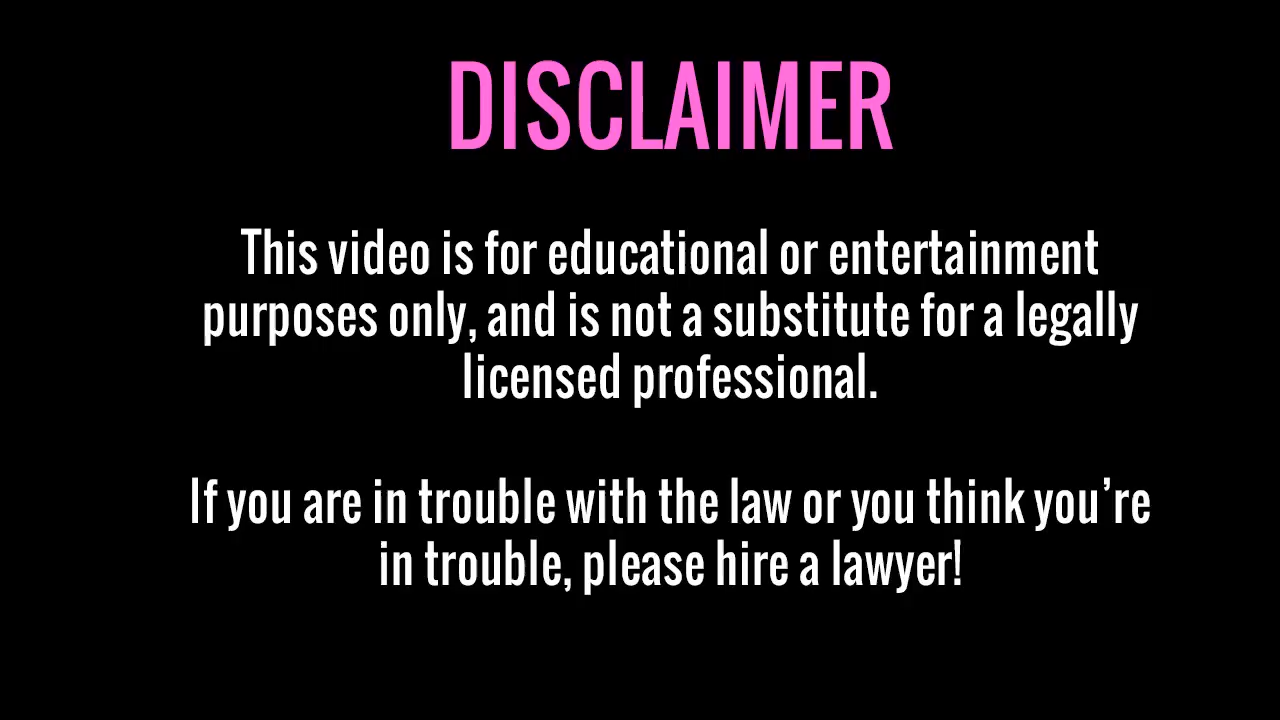 DISCLAIMER
This video is for educational or entertainment
purposes only, and is not a substitute for a legally
licensed professional.
If you are in trouble with the law or you think you’re
in trouble, please hire a lawyer!